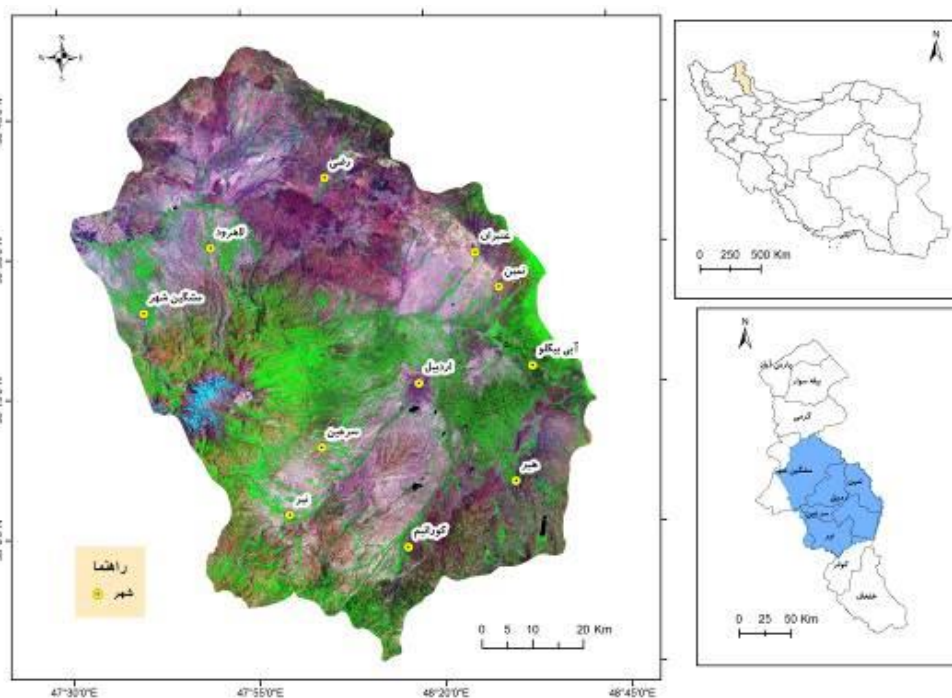 N
رضی
لاهرود
عنبران
نمین
مشگین شهر
آبی بیگلو
اردبیل
سرعین
هیر
نیر
کورائیم
راهنما
شهر
0 5 10 20 Km
47°30'0"E 47°55'0"E 48°20'0"E 48°45'0"E
N
0 250 500 Km
N
پارس آباد
بیله سوار
گرمی
مشگین شهر
نمین
اردبیل
سرعین
نیر
کوثر
خلخال
0 25 50 Km